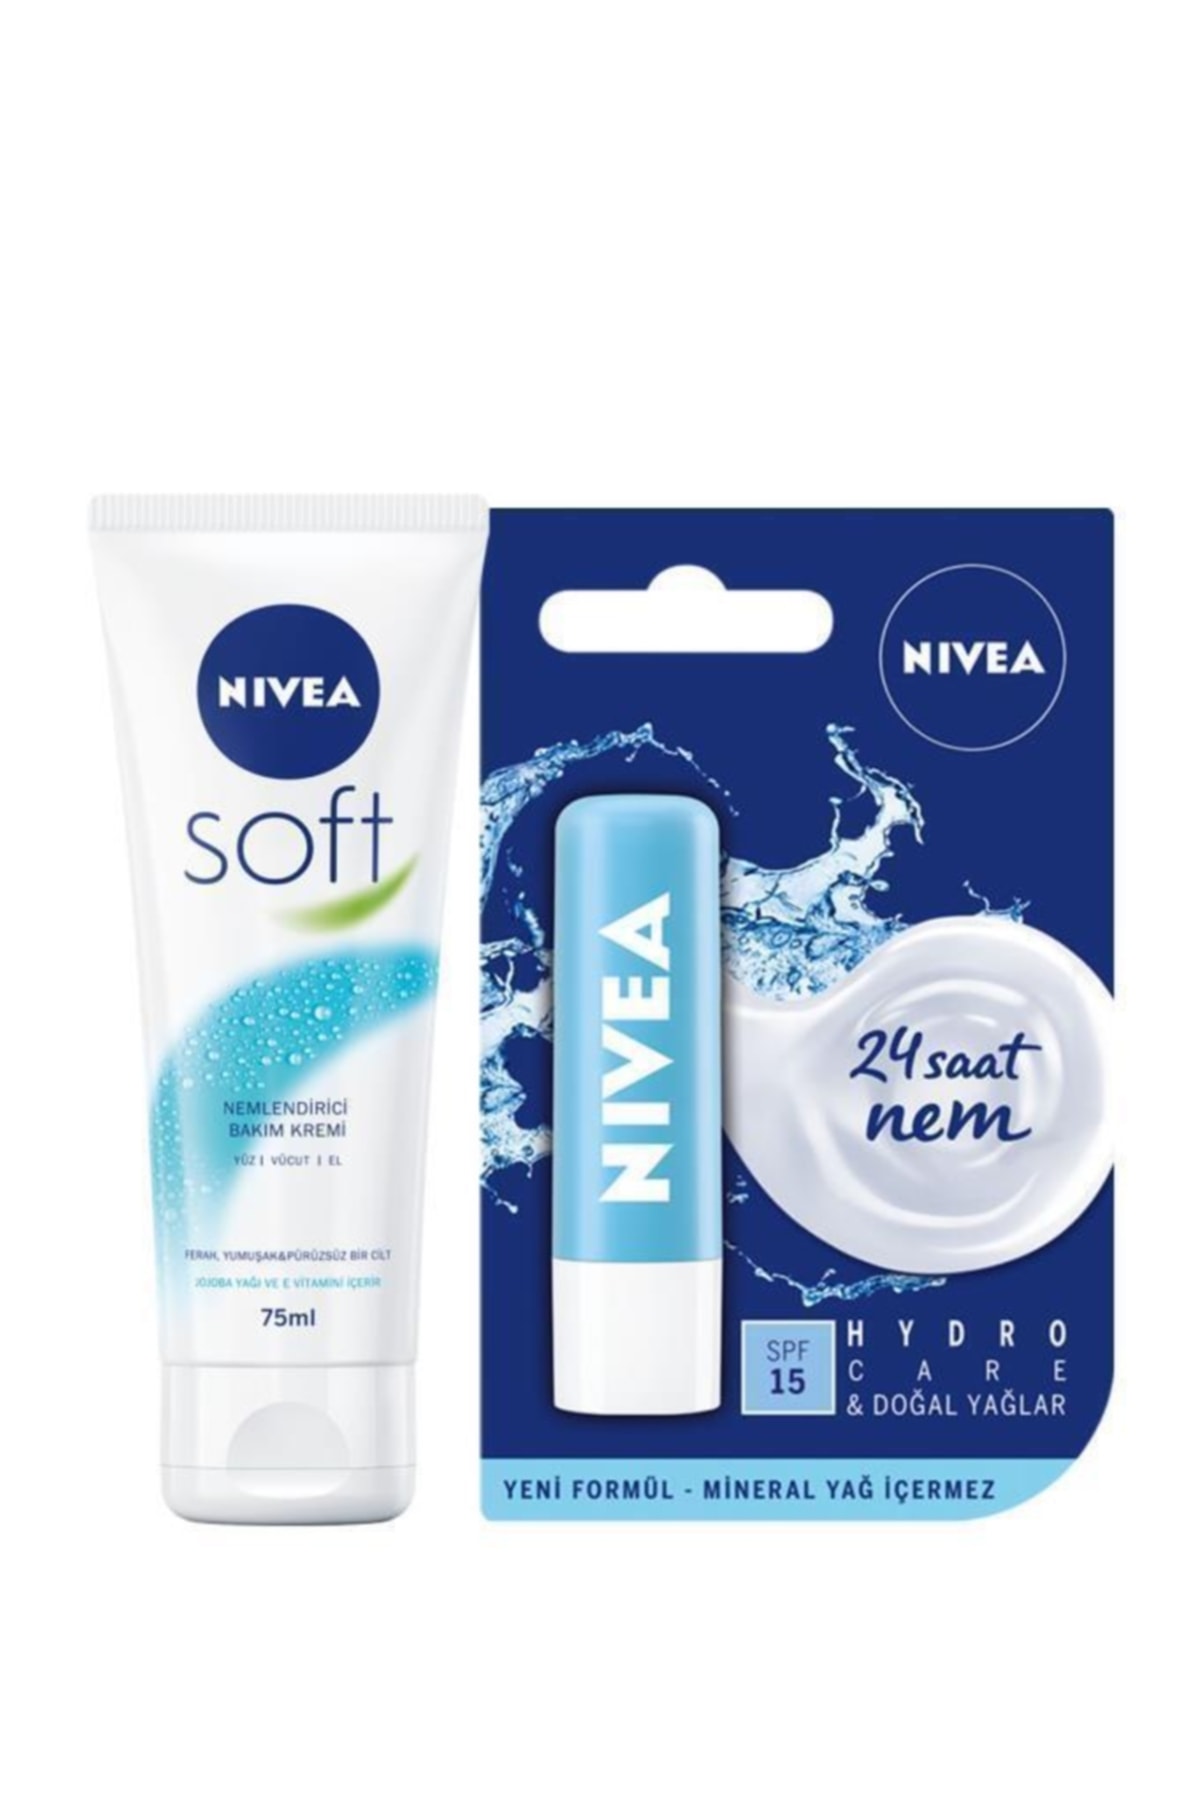 NIVEA
soft
NEMLENDİRİCİ
BAKIM KREMİ
YÜZ | VÜCUT | EL
FERAH, YUMUŞAK&PÜRÜZSÜZ BİR CİLT
JOJOBA YAĞI VE E VİTAMİNİ İÇERİR
75ml
NIVEA
NIVEA
24 saat
nem
SPF
15
HYDRO
CARE
& DOĞAL YAĞLAR
YENİ FORMÜL - MİNERAL YAĞ İÇERMEZ